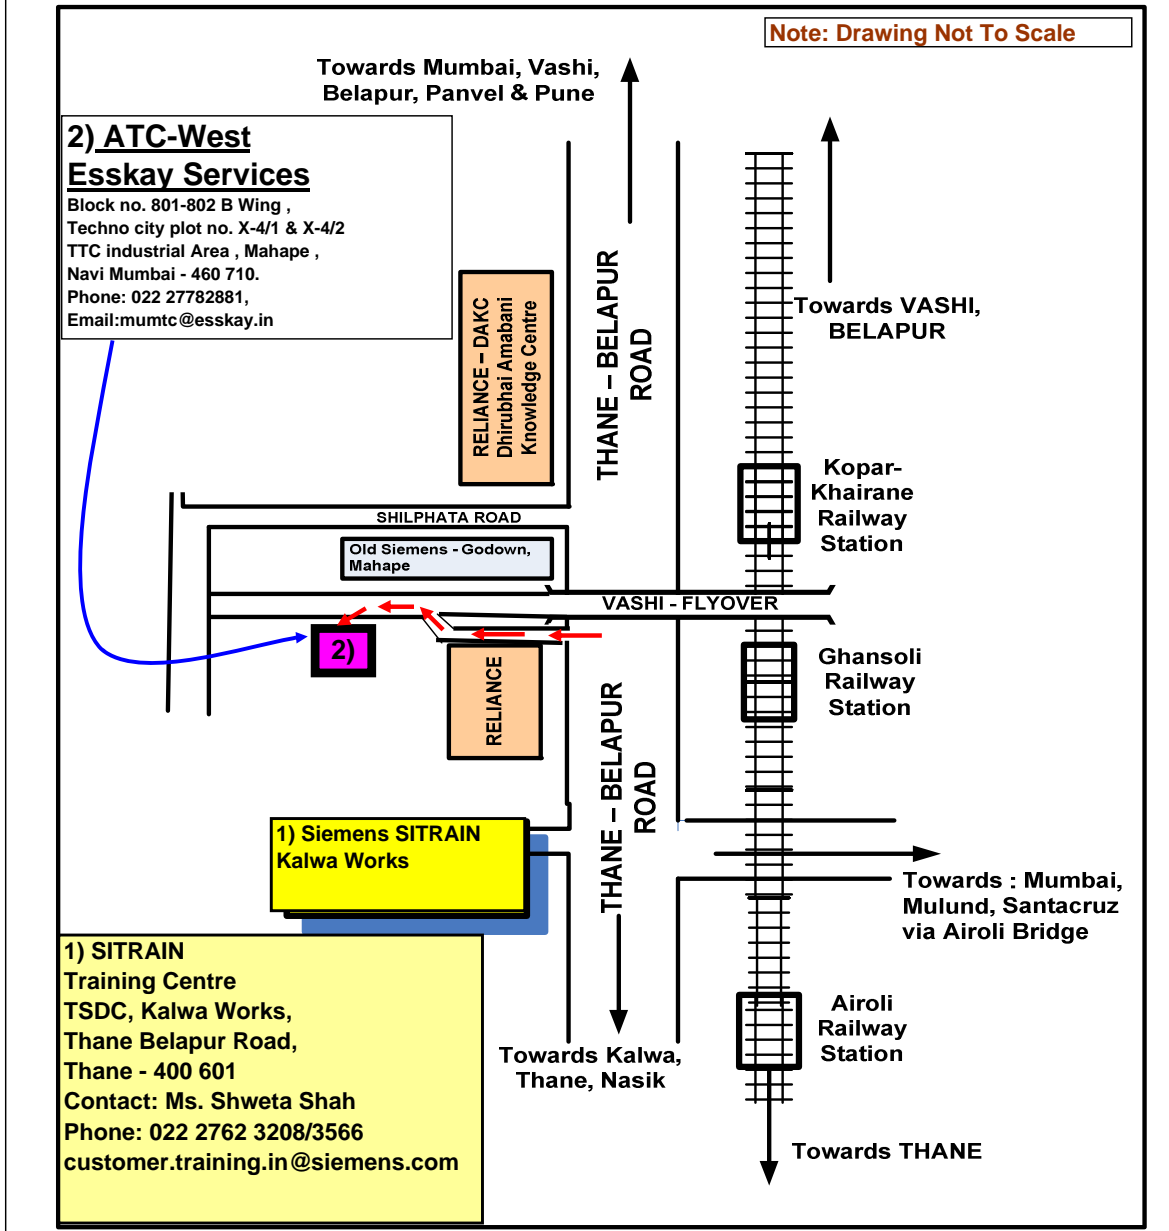 Note: Drawing Not To Scale
Towards Mumbai, Vashi,
Belapur, Panvel & Pune
2) ATC-West
Esskay Services
Block no. 801-802 B Wing ,
Techno city plot no. X-4/1 & X-4/2
TTC industrial Area , Mahape ,
Navi Mumbai - 460 710.
Phone: 022 27782881,
Email:mumtc@esskay.in
RELIANCE – DAKC
Dhirubhai Amabani
Knowledge Centre
THANE – BELAPUR
ROAD
Towards VASHI,
BELAPUR
Kopar-
Khairane
Railway
Station
SHILPHATA ROAD
Old Siemens - Godown,
Mahape
VASHI - FLYOVER
2)
RELIANCE
Ghansoli
Railway
Station
THANE – BELAPUR
ROAD
1) Siemens SITRAIN
Kalwa Works
Towards : Mumbai,
Mulund, Santacruz
via Airoli Bridge
1) SITRAIN
Training Centre
TSDC, Kalwa Works,
Thane Belapur Road,
Thane - 400 601
Contact: Ms. Shweta Shah
Phone: 022 2762 3208/3566
customer.training.in@siemens.com
Airoli
Railway
Station
Towards Kalwa,
Thane, Nasik
Towards THANE